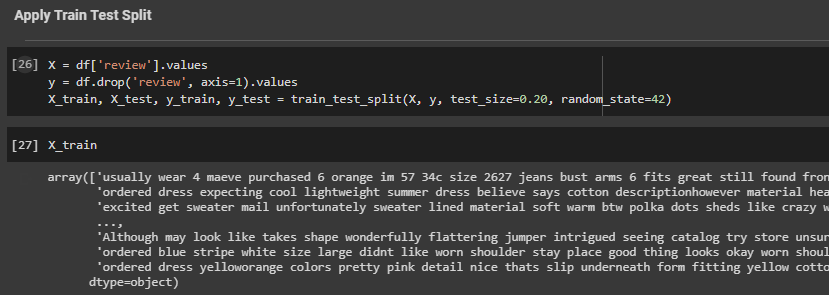 Apply Train Test Split
[26] X = df['review'].values
y = df.drop('review', axis=1).values
X_train, X_test, y_train, y_test = train_test_split(X, y, test_size=0.20, random_state=42)
[27] X_train
array(['usually wear 4 maeve purchased 6 orange im 57 34c size 2627 jeans bust arms 6 fits great still found fron
'ordered dress expecting cool lightweight summer dress believe says cotton descriptionhowever material hea
'excited get sweater mail unfortunately sweater lined material soft warm btw polka dots sheds like crazy w
...,
'Although may look like takes shape wonderfully flattering jumper intrigued seeing catalog try store unsur
'ordered blue stripe white size large didnt like worn shoulder stay place good thing looks okay worn shoul
'ordered dress yelloworange colors pretty pink detail nice thats slip underneath form fitting yellow cotto
dtype=object)